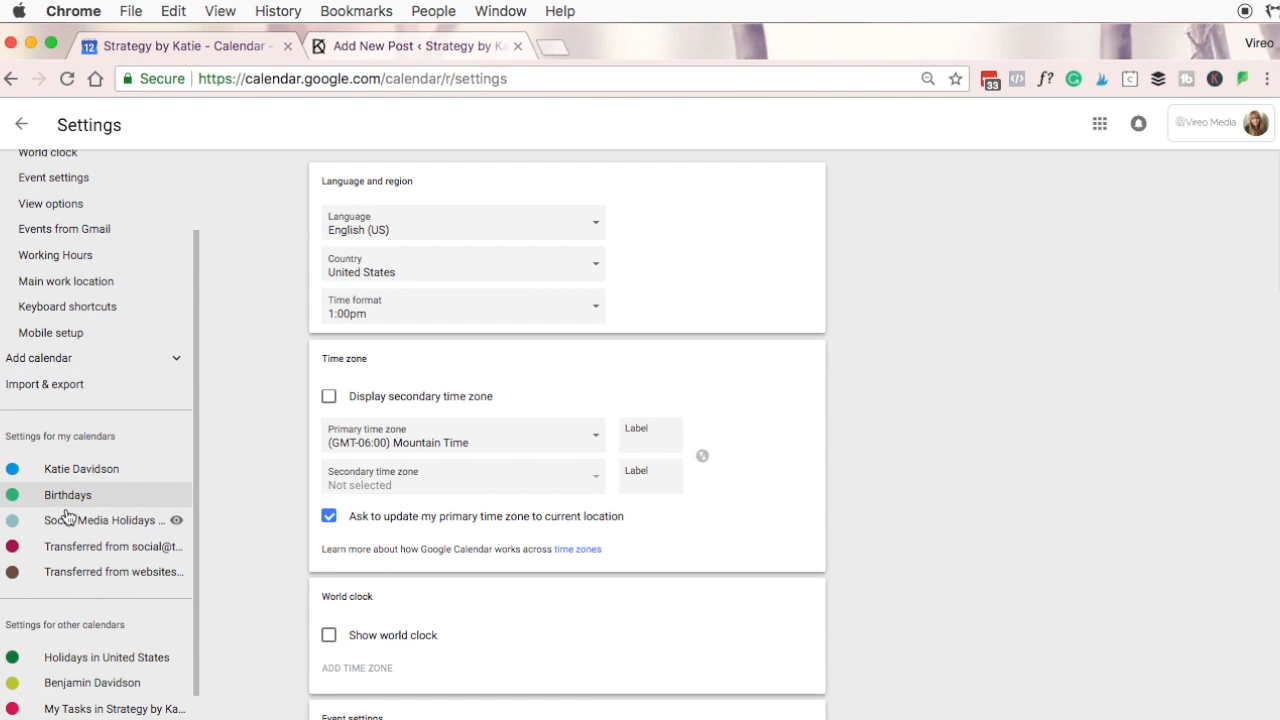 Chrome File Edit View History Bookmarks People Window Help
12 Strategy by Katie - Calendar - × Add New Post ‹ Strategy by Ka × Vireo
Secure https://calendar.google.com/calendar/r/settings 33 f?
Settings @Vireo Media
World clock
Event settings
View options
Events from Gmail
Working Hours
Main work location
Keyboard shortcuts
Mobile setup
Add calendar
Import & export
Settings for my calendars
Katie Davidson
Birthdays
Social Media Holidays ...
Transferred from social@t...
Transferred from websites...
Settings for other calendars
Holidays in United States
Benjamin Davidson
My Tasks in Strategy by Ka...
Language and region
Language
English (US)
Country
United States
Time format
1:00pm
Time zone
Display secondary time zone
Primary time zone Label
(GMT-06:00) Mountain Time
Secondary time zone Label
Not selected
Ask to update my primary time zone to current location
Learn more about how Google Calendar works across time zones
World clock
Show world clock
ADD TIME ZONE
Event settings